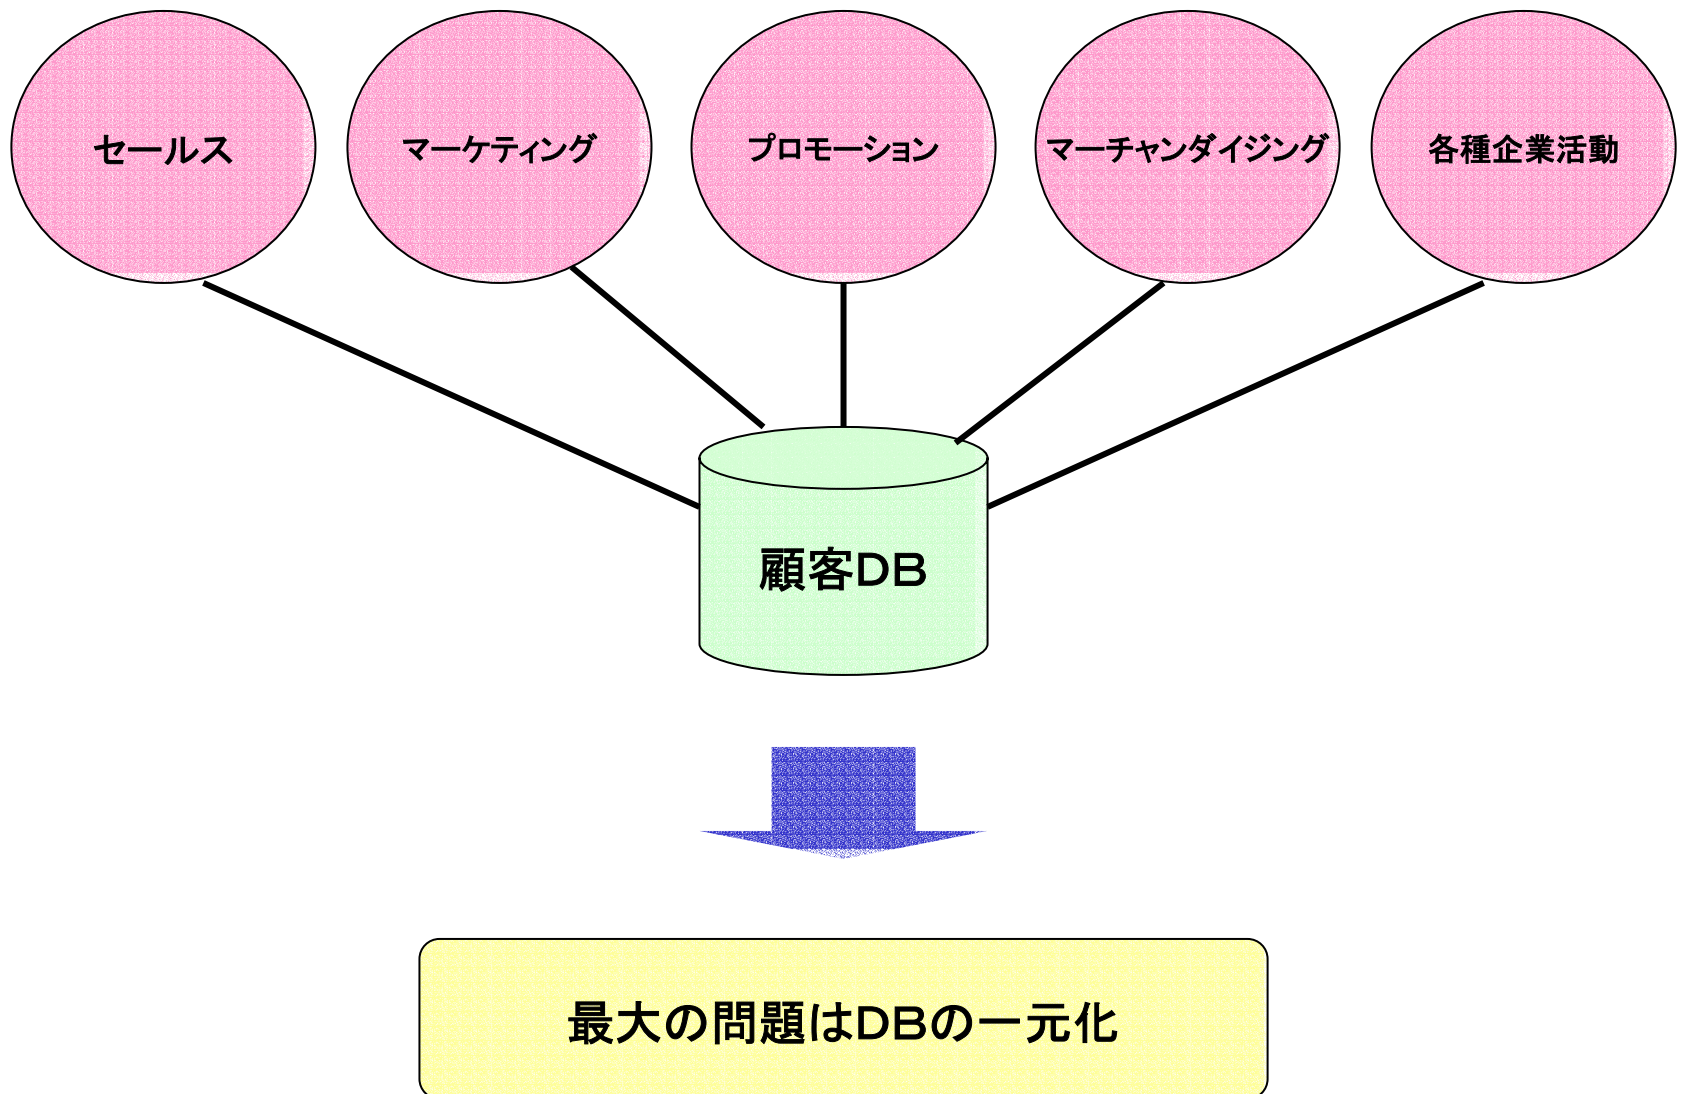 セールス
マーケティング
プロモーション
マーチャンダイジング
各種企業活動
顧客ＤＢ
最大の問題はＤＢの一元化